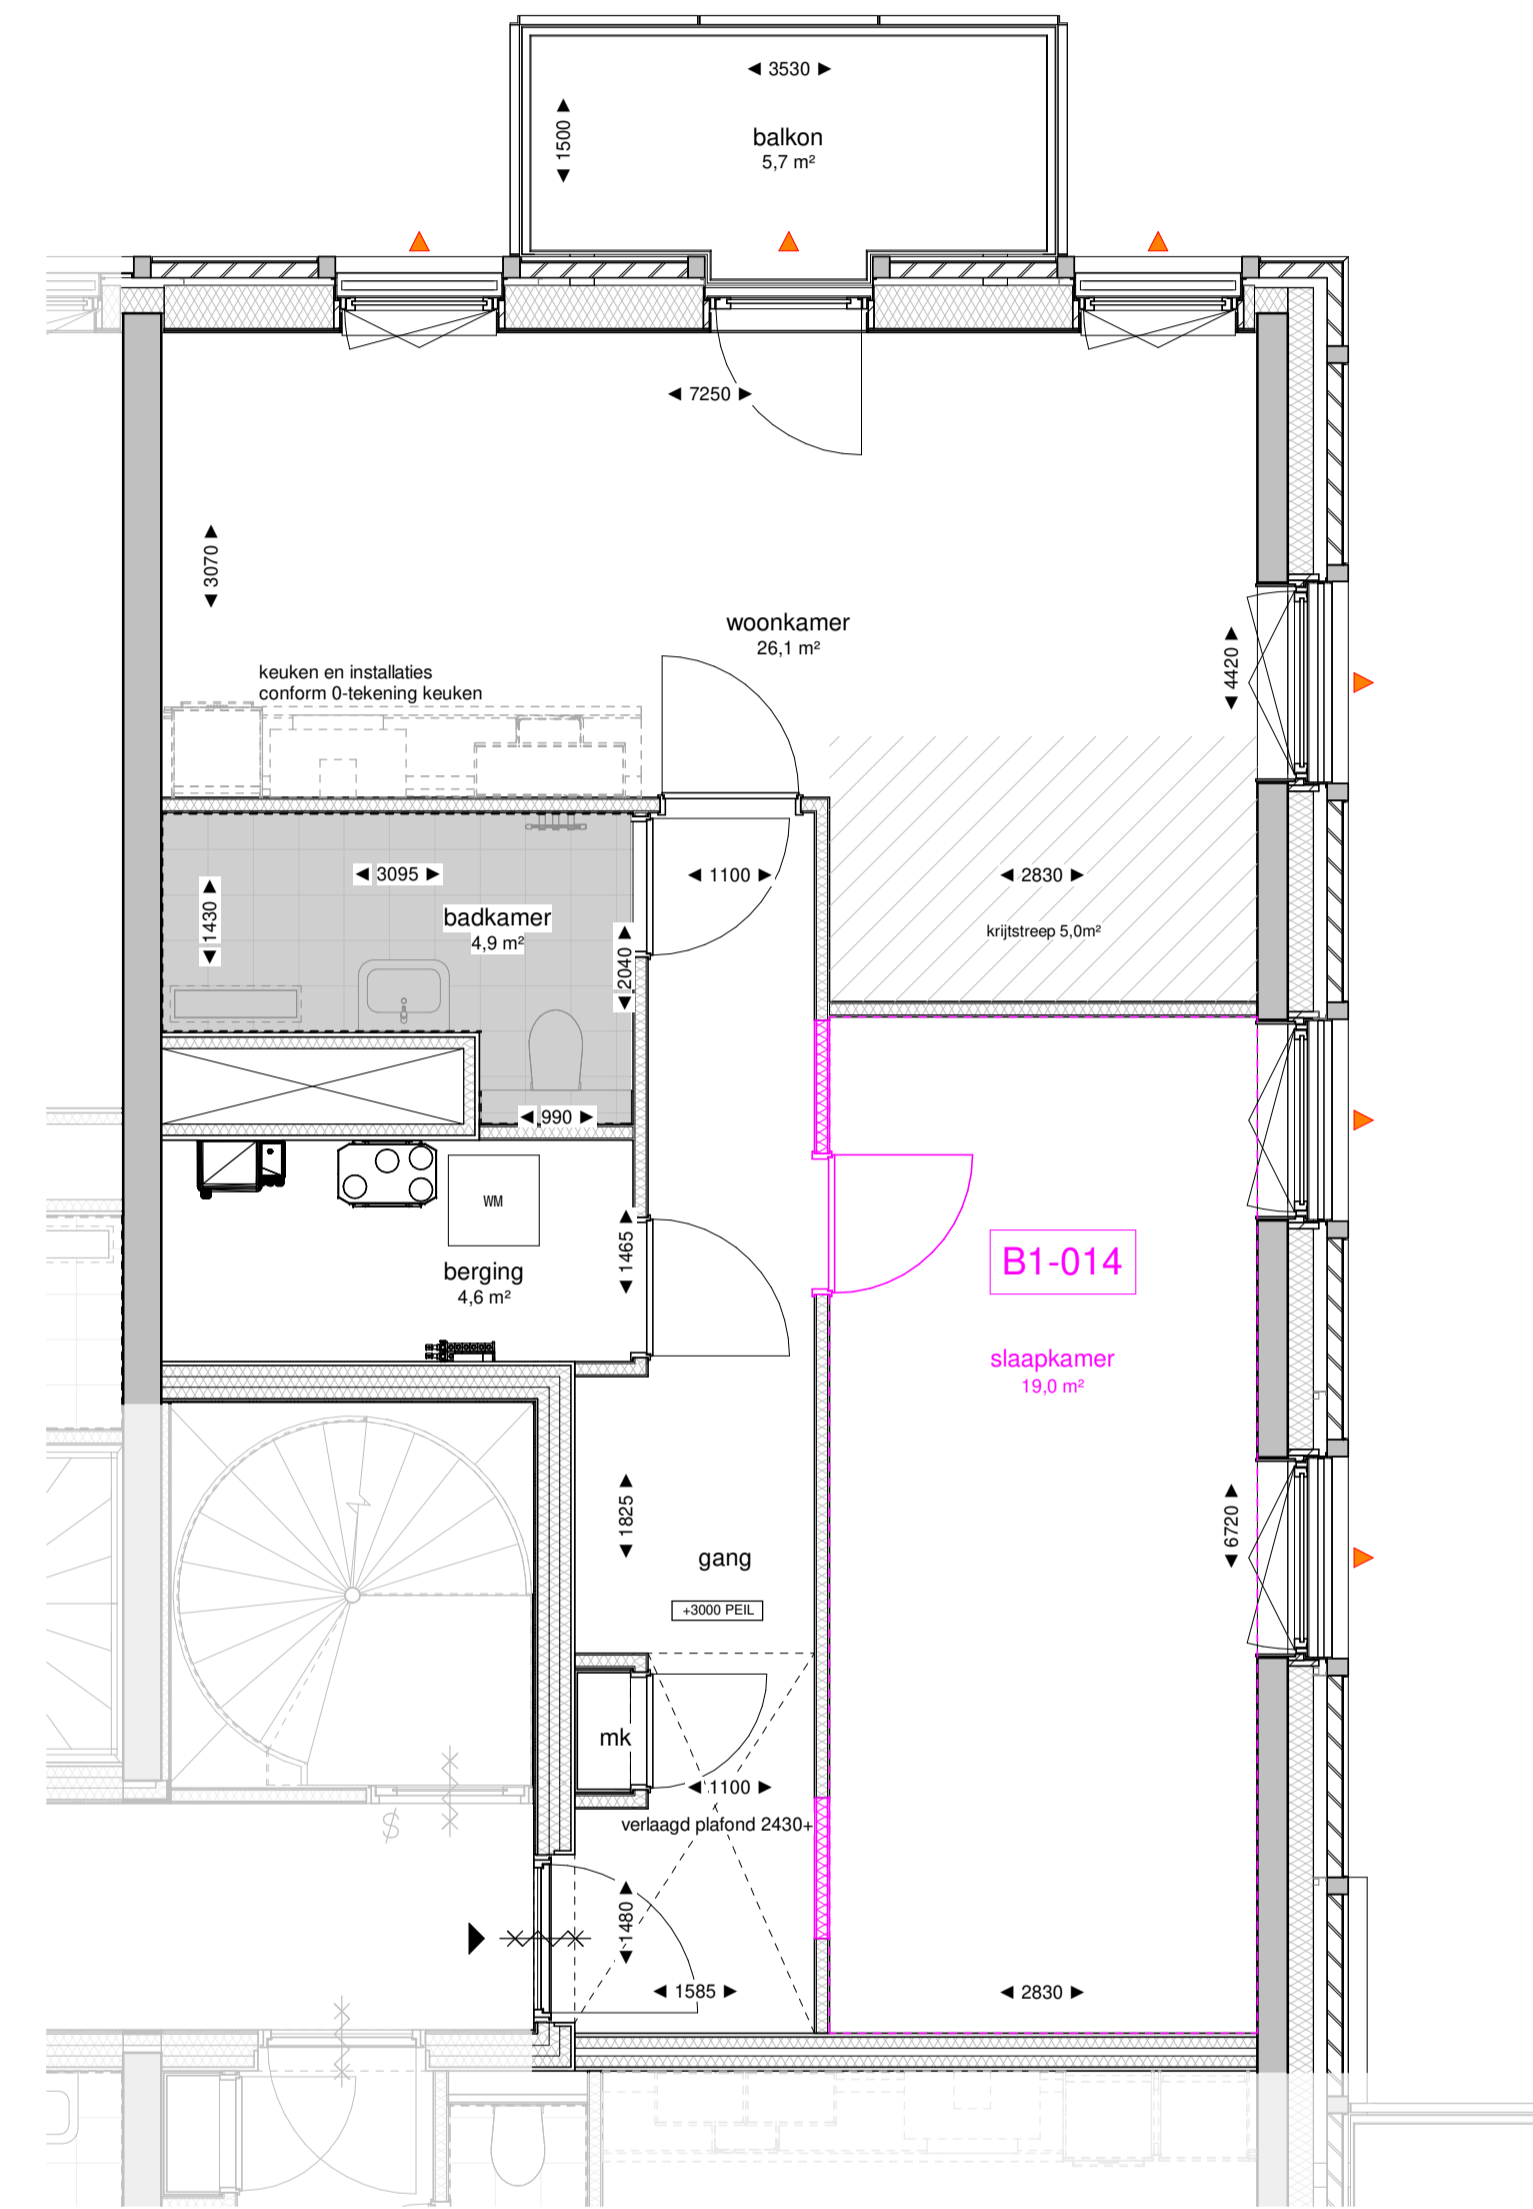 3530
1500
balkon
5,7 m²
7250
3070
woonkamer
26,1 m²
4420
keuken en installaties
conform 0-tekening keuken
3095
1430
badkamer
4,9 m²
2040
1100
2830
krijtstreep 5,0m²
990
WM
1465
berging
4,6 m²
B1-014
slaapkamer
19,0 m²
1825
gang
+3000 PEIL
6720
mk
1100
verlaagd plafond 2430+
1480
1585
2830